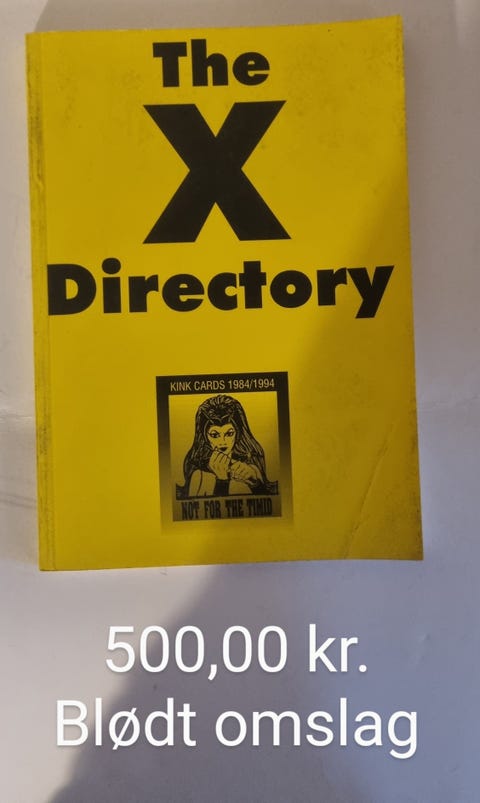 The
X
Directory
KINK CARDS 1984/1994
NOT FOR THE TIMID
500,00 kr.
Blødt omslag